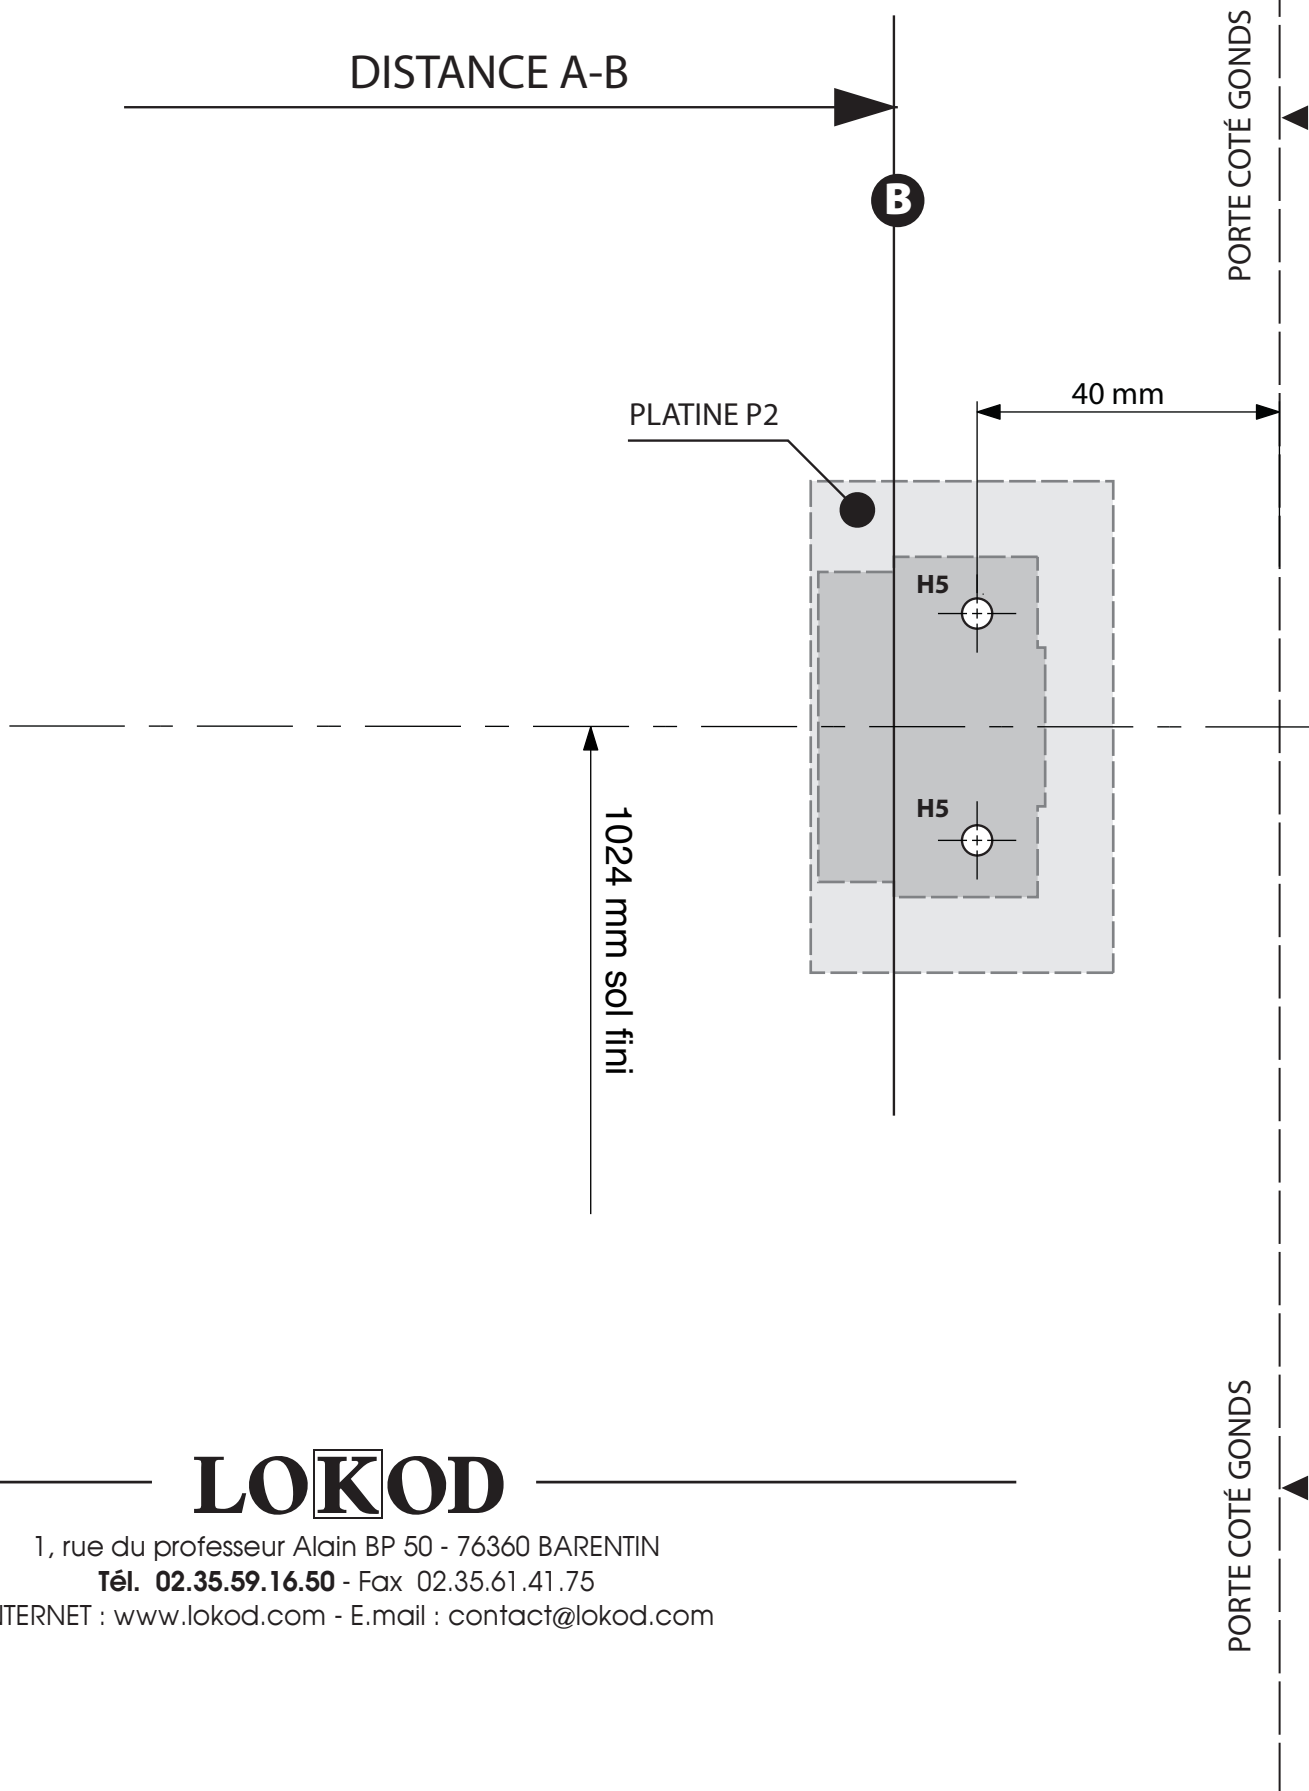 DISTANCE A-B
PORTE COTÉ GONDS
B
40 mm
PLATINE P2
H5
H5
1024 mm sol fini
LOKOD
1, rue du professeur Alain BP 50 - 76360 BARENTIN
Tél. 02.35.59.16.50 - Fax 02.35.61.41.75
NTERNET : www.lokod.com - E.mail : contact@lokod.com
PORTE COTÉ GONDS